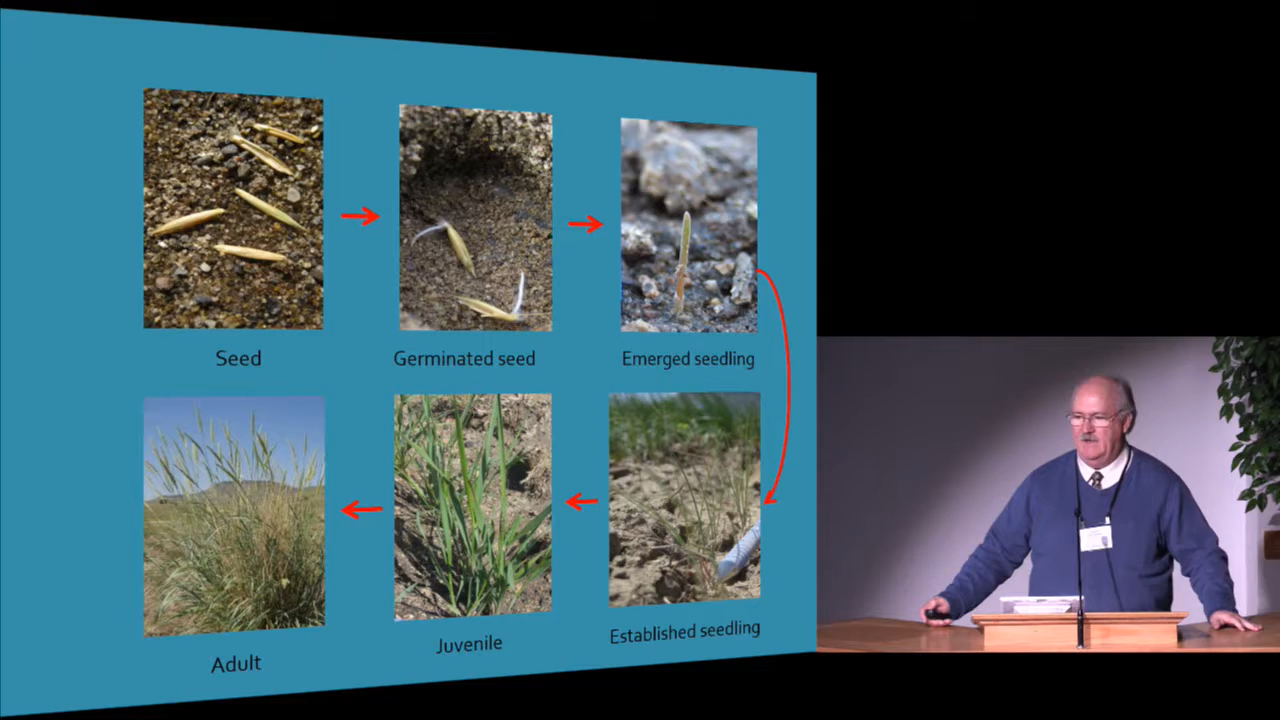 Seed
Germinated seed
Emerged seedling
Adult
Juvenile
Established seedling